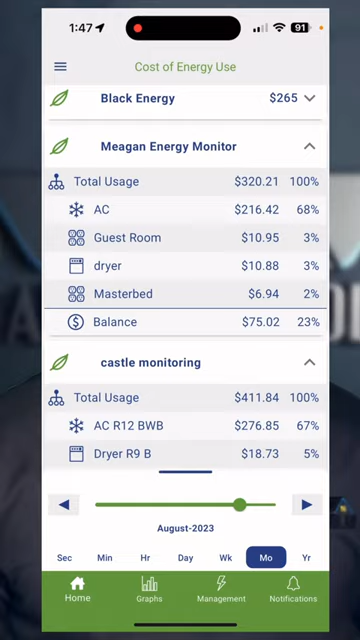 1:47
91
Cost of Energy Use
Black Energy $265
Meagan Energy Monitor
Total Usage $320.21 100%
AC $216.42 68%
Guest Room $10.95 3%
dryer $10.88 3%
Masterbed $6.94 2%
Balance $75.02 23%
castle monitoring
Total Usage $411.84 100%
AC R12 BWB $276.85 67%
Dryer R9 B $18.73 5%
August-2023
Sec Min Hr Day Wk Mo Yr
Home Graphs Management Notifications